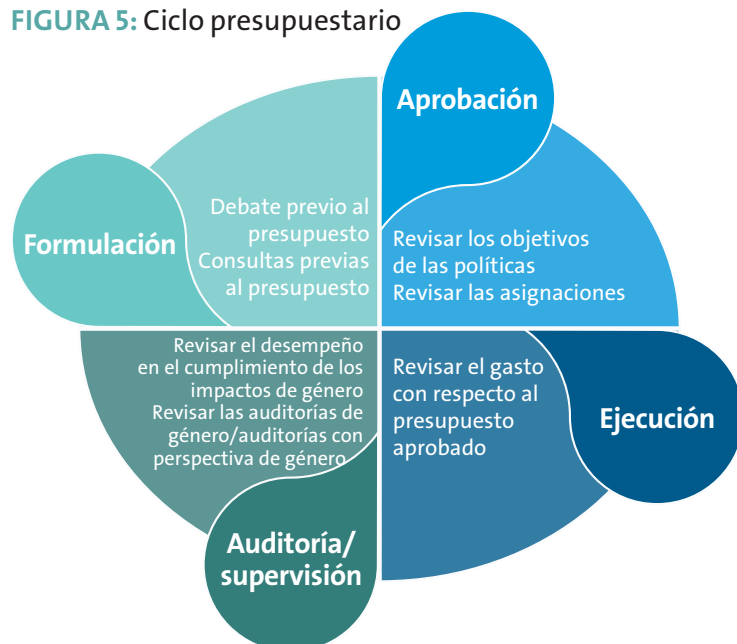 FIGURA 5: Ciclo presupuestario
Aprobación
Revisar los objetivos
de las políticas
Revisar las asignaciones
Formulación
Debate previo al
presupuesto
Consultas previas
al presupuesto
Revisar el desempeño
en el cumplimiento de los
impactos de género
Revisar las auditorías de
género/auditorías con
perspectiva de género
Auditoría/
supervisión
Revisar el gasto
con respecto al
presupuesto
aprobado
Ejecución